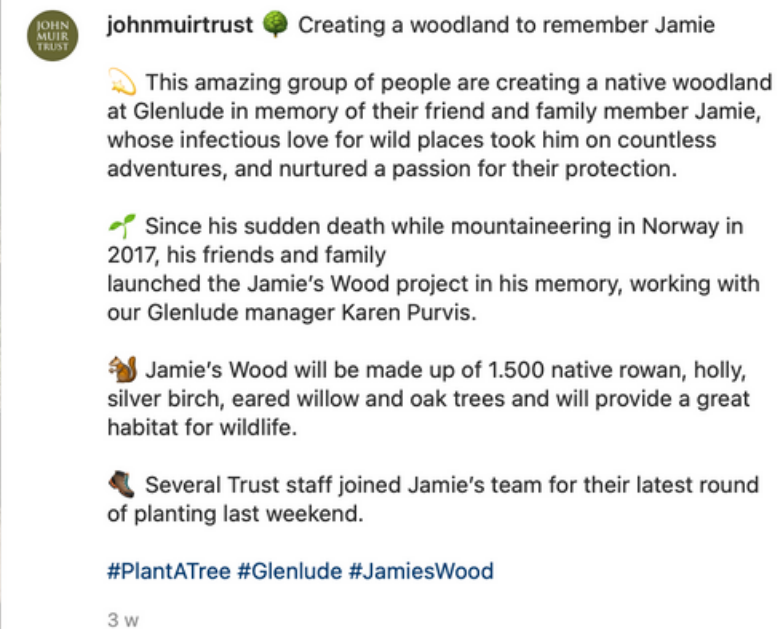 JOHN
MUIR
TRUST
johnmuirtrust 🌳 Creating a woodland to remember Jamie
💫 This amazing group of people are creating a native woodland
at Glenlude in memory of their friend and family member Jamie,
whose infectious love for wild places took him on countless
adventures, and nurtured a passion for their protection.
🌱 Since his sudden death while mountaineering in Norway in
2017, his friends and family
launched the Jamie's Wood project in his memory, working with
our Glenlude manager Karen Purvis.
🐿️ Jamie's Wood will be made up of 1.500 native rowan, holly,
silver birch, eared willow and oak trees and will provide a great
habitat for wildlife.
🥾 Several Trust staff joined Jamie's team for their latest round
of planting last weekend.
#PlantATree #Glenlude #JamiesWood
3 w